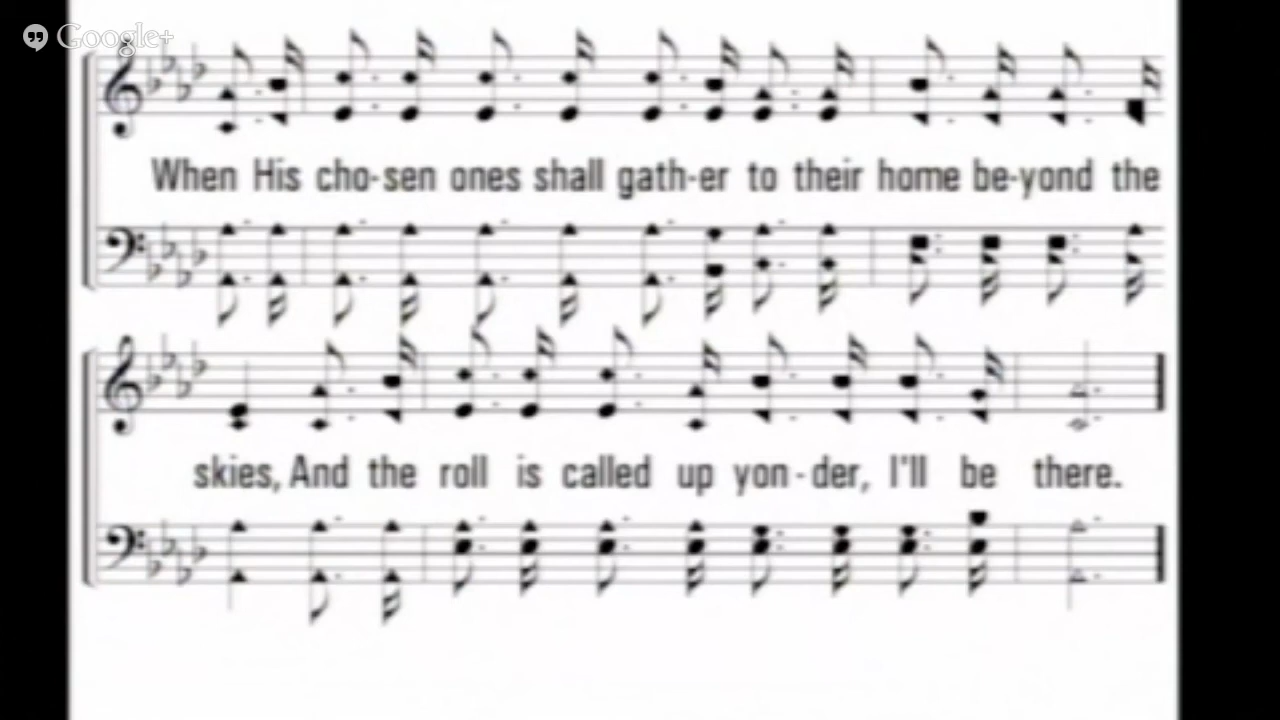 Google+
When His cho-sen ones shall gath-er to their home be-yond the
skies, And the roll is called up yon-der, I'll be there.